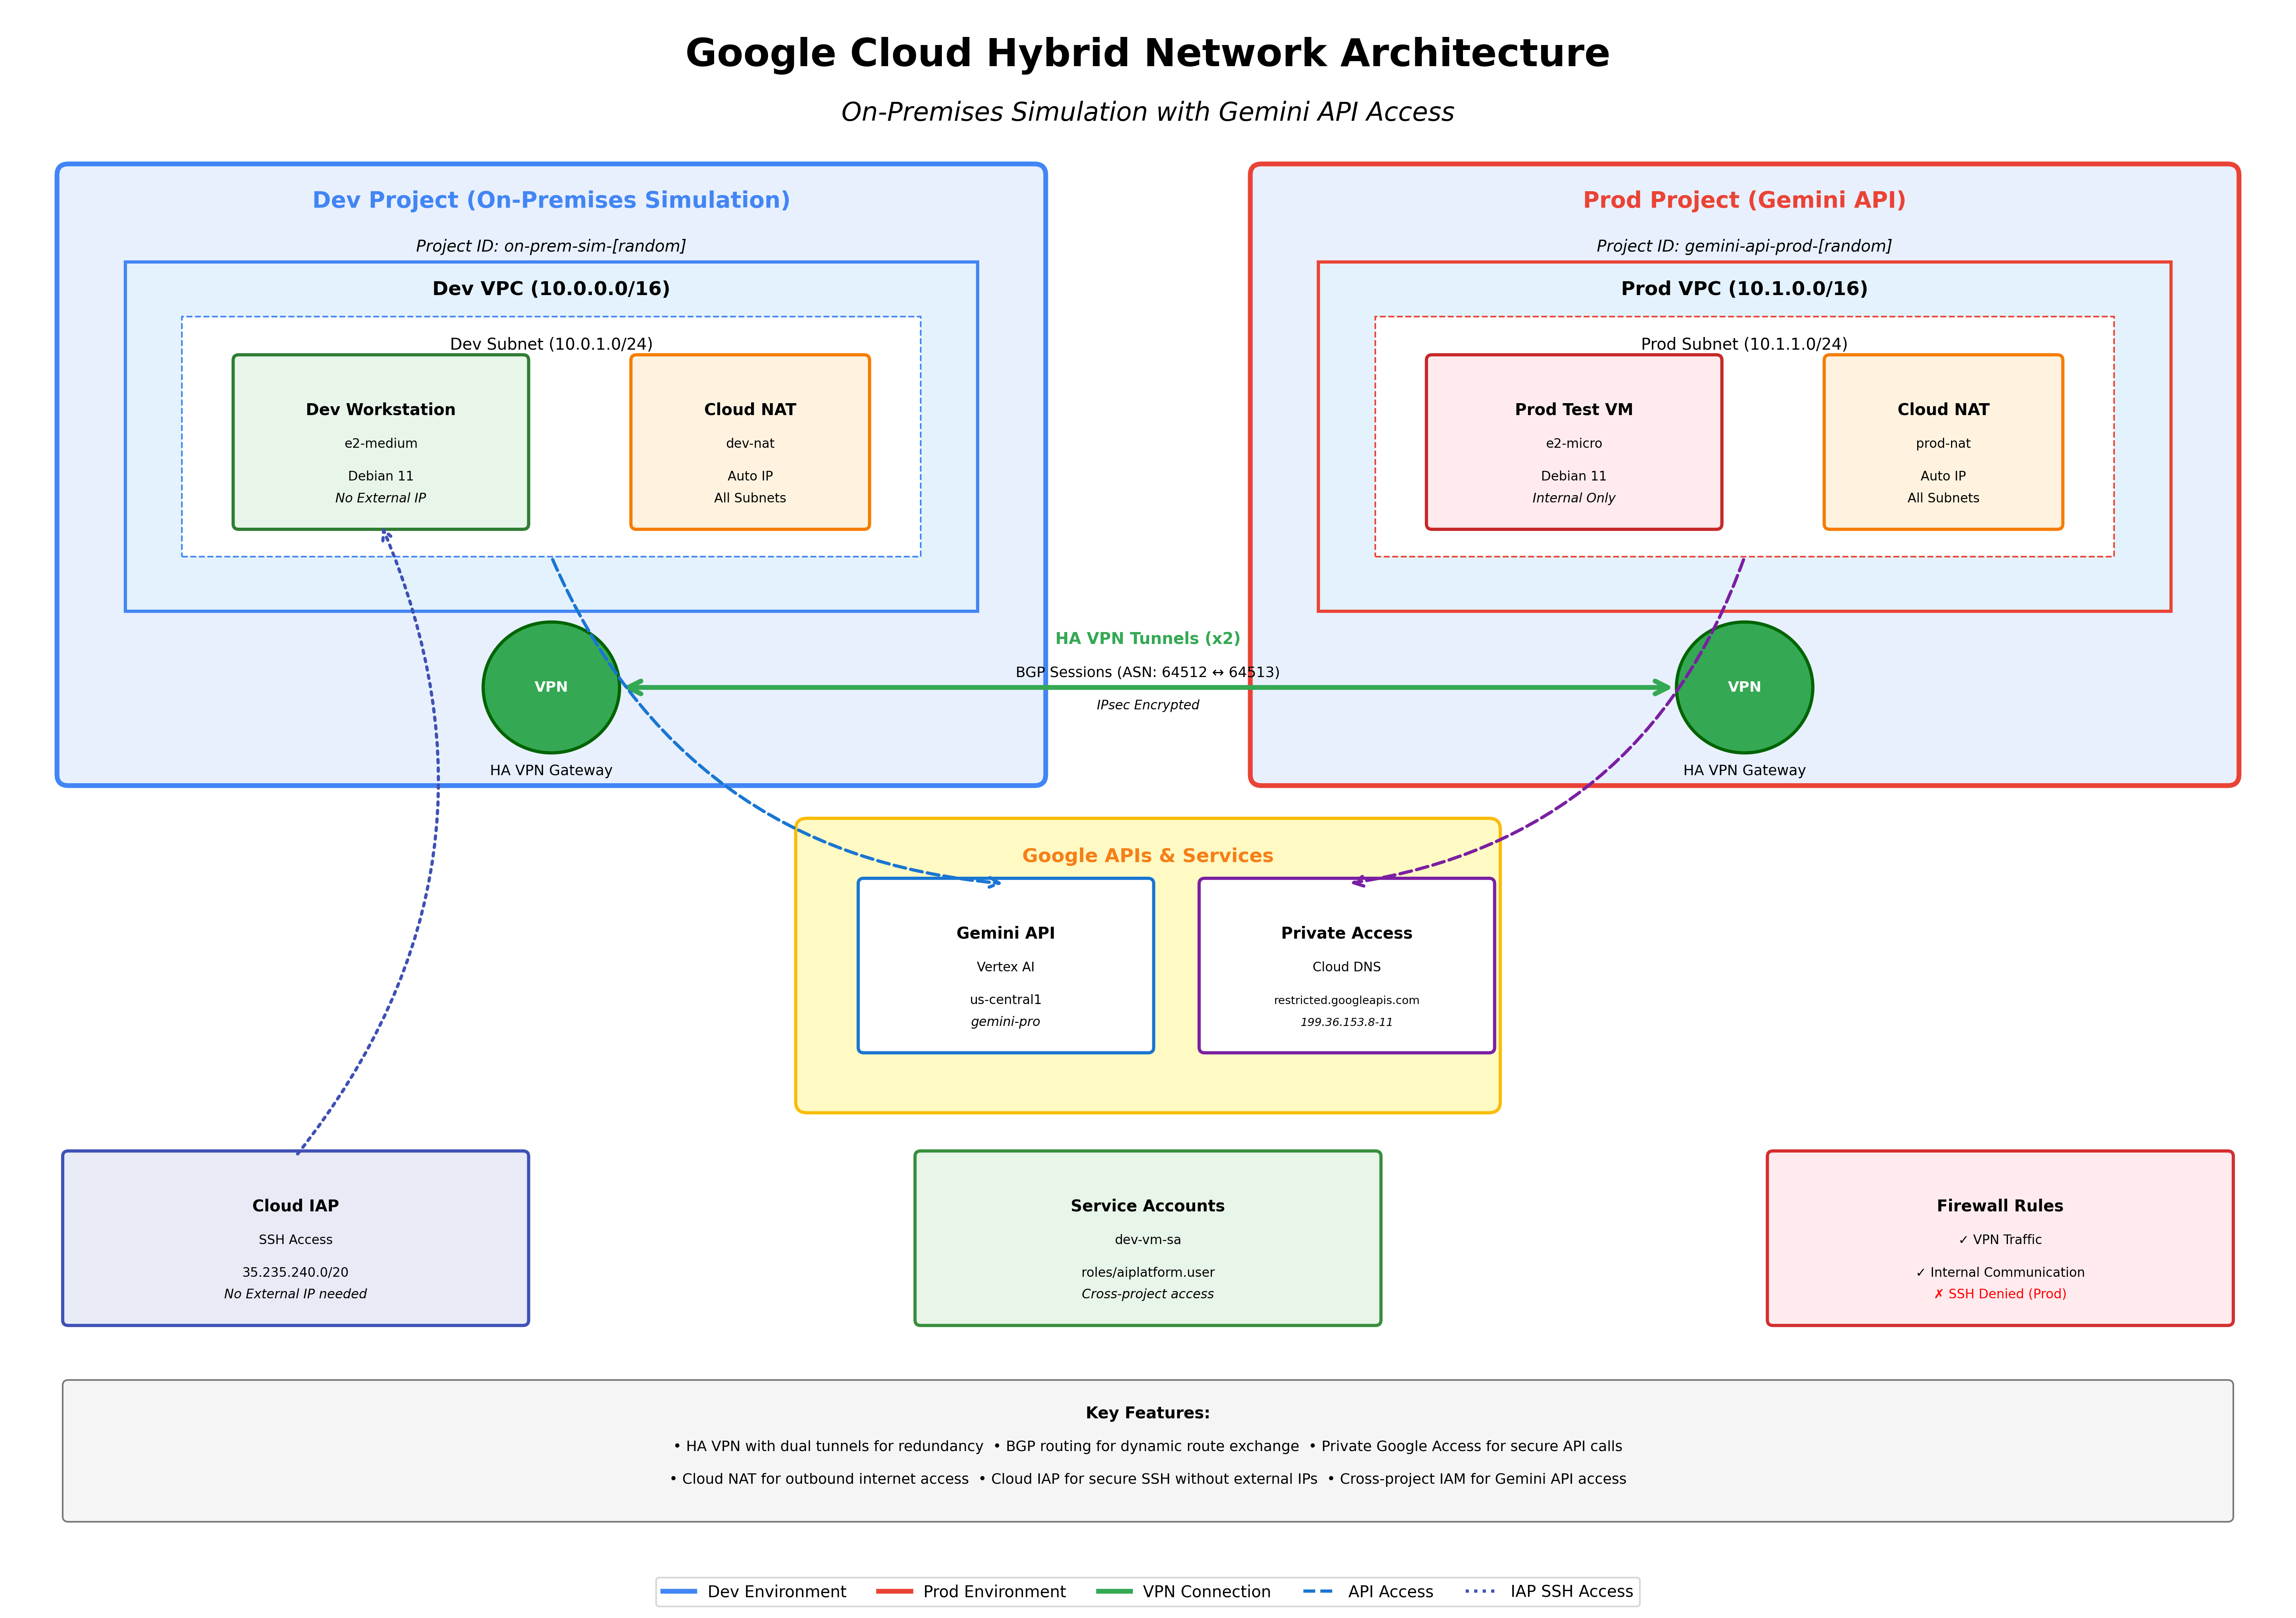 Google Cloud Hybrid Network Architecture
On-Premises Simulation with Gemini API Access
Dev Project (On-Premises Simulation)
Project ID: on-prem-sim-[random]
Dev VPC (10.0.0.0/16)
Dev Subnet (10.0.1.0/24)
Dev Workstation
e2-medium
Debian 11
No External IP
Cloud NAT
dev-nat
Auto IP
All Subnets
VPN
HA VPN Gateway
HA VPN Tunnels (x2)
BGP Sessions (ASN: 64512 ↔ 64513)
IPsec Encrypted
Prod Project (Gemini API)
Project ID: gemini-api-prod-[random]
Prod VPC (10.1.0.0/16)
Prod Subnet (10.1.1.0/24)
Prod Test VM
e2-micro
Debian 11
Internal Only
Cloud NAT
prod-nat
Auto IP
All Subnets
VPN
HA VPN Gateway
Google APIs & Services
Gemini API
Vertex AI
us-central1
gemini-pro
Private Access
Cloud DNS
restricted.googleapis.com
199.36.153.8-11
Cloud IAP
SSH Access
35.235.240.0/20
No External IP needed
Service Accounts
dev-vm-sa
roles/aiplatform.user
Cross-project access
Firewall Rules
✓ VPN Traffic
✓ Internal Communication
✗ SSH Denied (Prod)
Key Features:
• HA VPN with dual tunnels for redundancy • BGP routing for dynamic route exchange • Private Google Access for secure API calls
• Cloud NAT for outbound internet access • Cloud IAP for secure SSH without external IPs • Cross-project IAM for Gemini API access
Dev Environment
Prod Environment
VPN Connection
API Access
IAP SSH Access